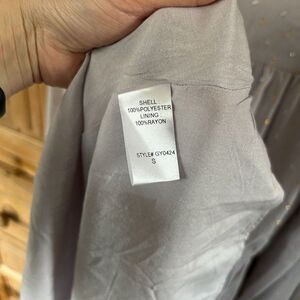 SHELL
100%POLYESTER
LINING
100%RAYON
STYLE# GY0424
S